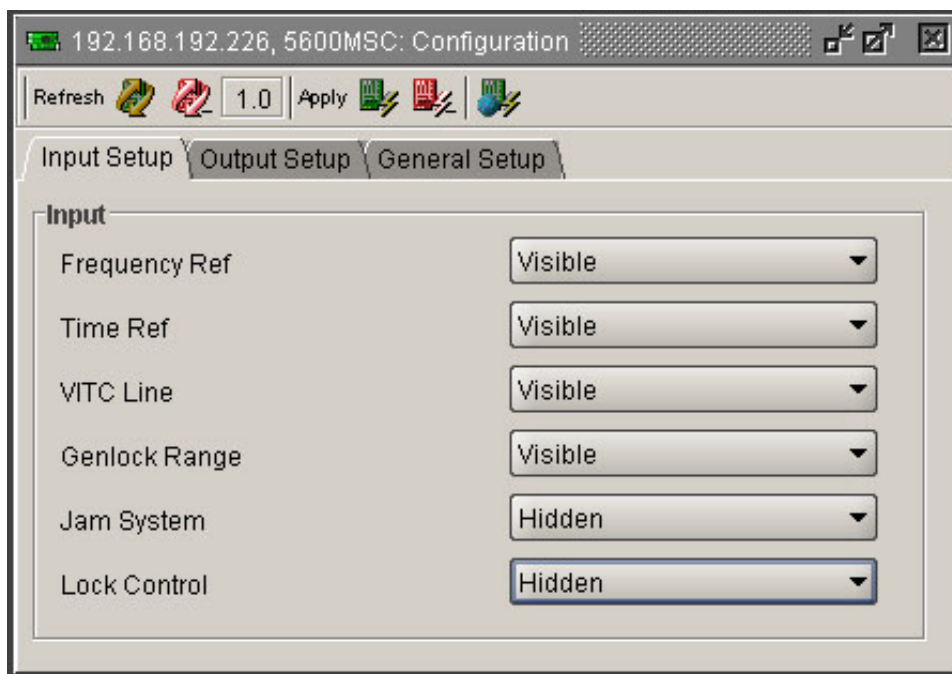 192.168.192.226, 5600MSC: Configuration
Refresh 1.0 Apply
Input Setup Output Setup General Setup
Input
Frequency Ref Visible
Time Ref Visible
VITC Line Visible
Genlock Range Visible
Jam System Hidden
Lock Control Hidden